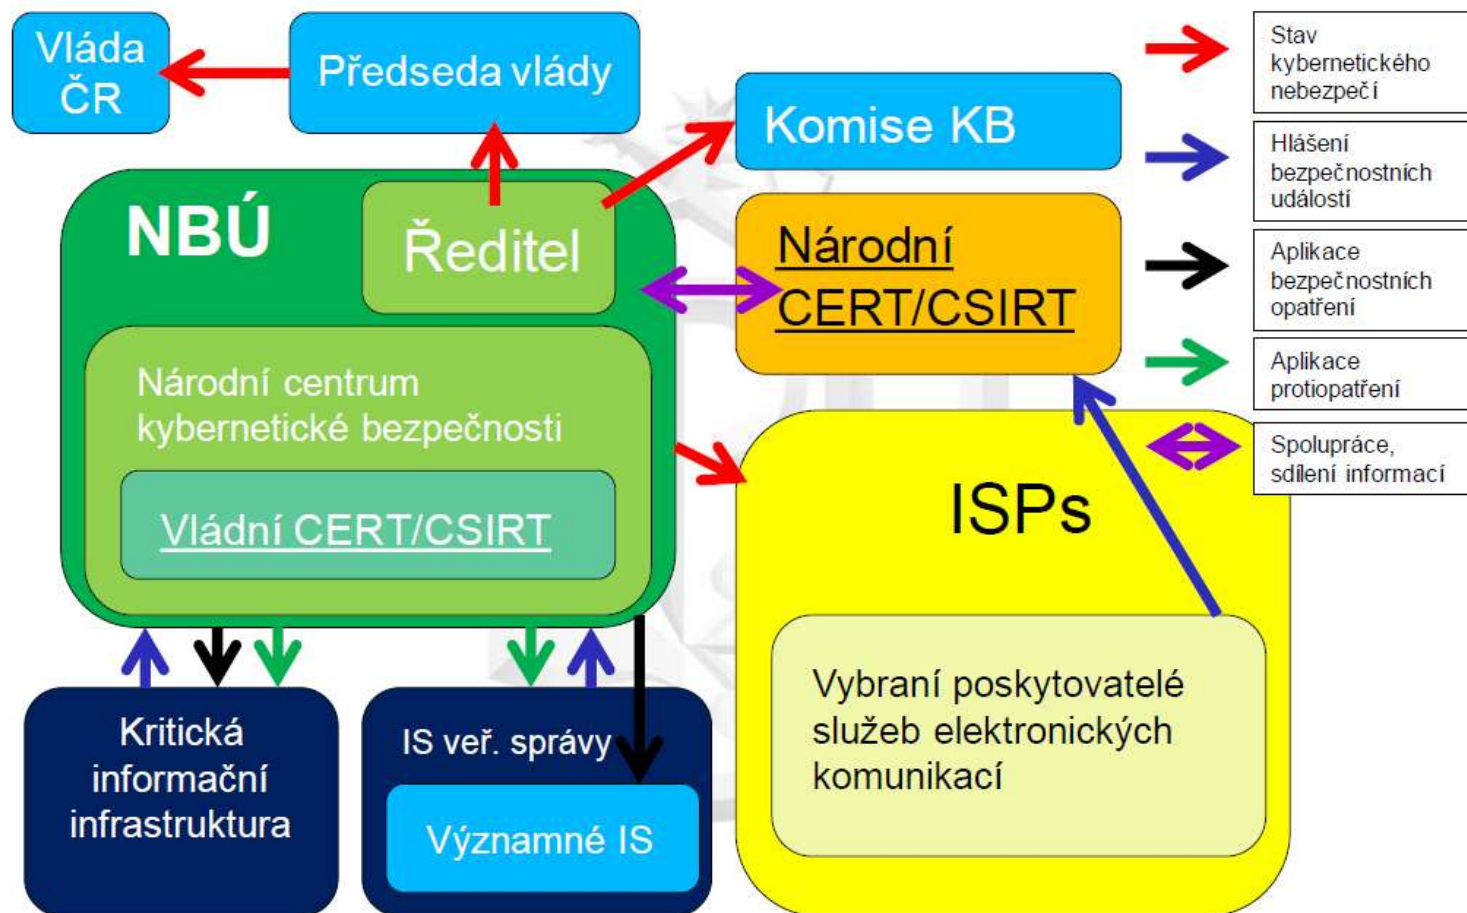 Vláda
ČR
Předseda vlády
Komise KB
NBÚ
Ředitel
Národní
CERT/CSIRT
Národní centrum
kybernetické bezpečnosti
Vládní CERT/CSIRT
ISPs
Vybraní poskytovatelé
služeb elektronických
komunikací
Kritická
informační
infrastruktura
IS veř. správy
Významné IS
Stav
kybernetického
nebezpečí
Hlášení
bezpečnostních
událostí
Aplikace
bezpečnostních
opatření
Aplikace
protiopatření
Spolupráce,
sdílení informací